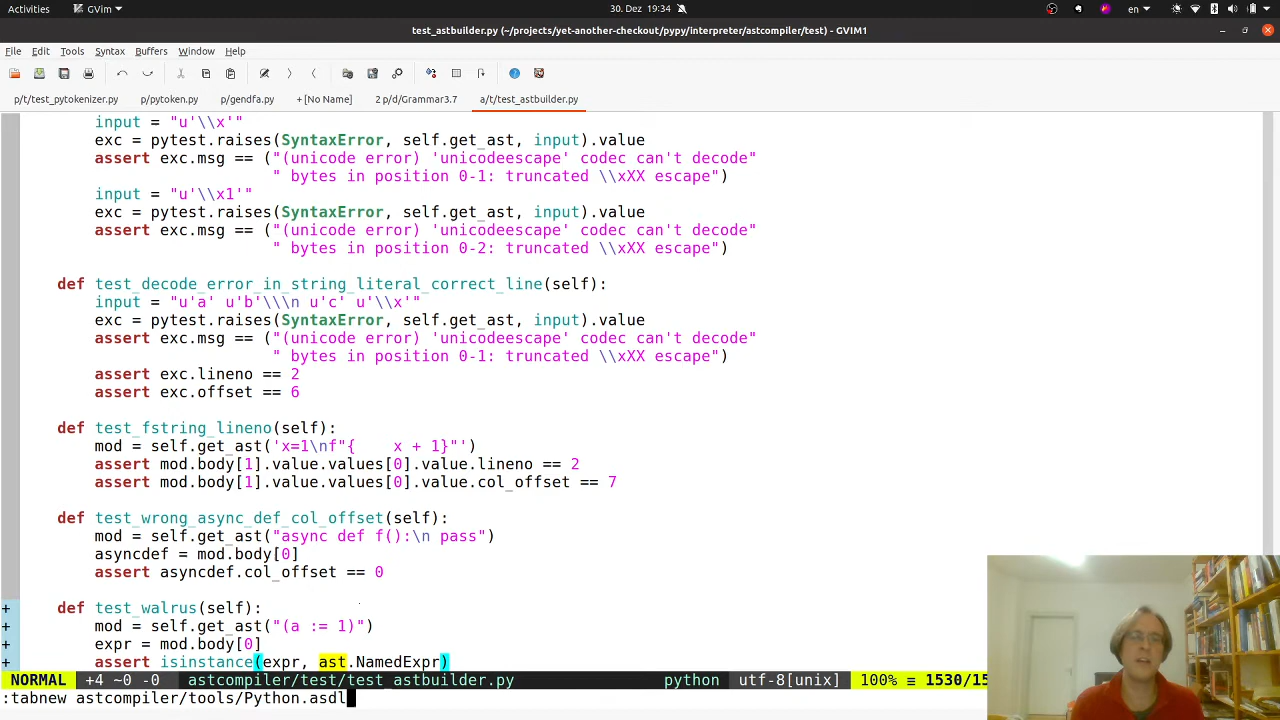 Activities GVim 30. Dez 19:34 en
test_astbuilder.py (~/projects/yet-another-checkout/pypy/interpreter/astcompiler/test) - GVIM1
File Edit Tools Syntax Buffers Window Help
p/t/test_pytokenizer.py p/pytoken.py p/gendfa.py + [No Name] 2 p/d/Grammar3.7 a/t/test_astbuilder.py
input = "u'\\x'"
exc = pytest.raises(SyntaxError, self.get_ast, input).value
assert exc.msg == ("(unicode error) 'unicodeescape' codec can't decode"
" bytes in position 0-1: truncated \\xXX escape")
input = "u'\\x1'"
exc = pytest.raises(SyntaxError, self.get_ast, input).value
assert exc.msg == ("(unicode error) 'unicodeescape' codec can't decode"
" bytes in position 0-2: truncated \\xXX escape")
def test_decode_error_in_string_literal_correct_line(self):
input = "u'a' u'b'\\\n u'c' u'\\x'"
exc = pytest.raises(SyntaxError, self.get_ast, input).value
assert exc.msg == ("(unicode error) 'unicodeescape' codec can't decode"
" bytes in position 0-1: truncated \\xXX escape")
assert exc.lineno == 2
assert exc.offset == 6
def test_fstring_lineno(self):
mod = self.get_ast('x=1\nf"{    x + 1}"')
assert mod.body[1].value.values[0].value.lineno == 2
assert mod.body[1].value.values[0].value.col_offset == 7
def test_wrong_async_def_col_offset(self):
mod = self.get_ast("async def f():\n pass")
asyncdef = mod.body[0]
assert asyncdef.col_offset == 0
+ def test_walrus(self):
+ mod = self.get_ast("(a := 1)")
+ expr = mod.body[0]
+ assert isinstance(expr, ast.NamedExpr)
NORMAL +4 ~0 -0 astcompiler/test/test_astbuilder.py python utf-8[unix] 100% ≡ 1530/15
:tabnew astcompiler/tools/Python.asdl